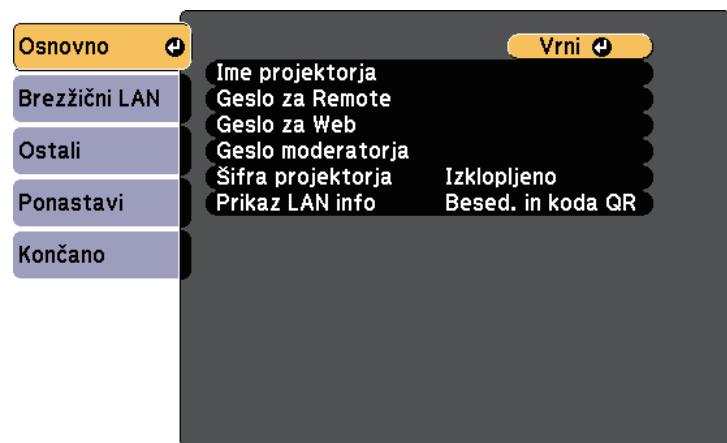 Osnovno
Brezžični LAN
Ostali
Ponastavi
Končano
Vrni
Ime projektorja
Geslo za Remote
Geslo za Web
Geslo moderatorja
Šifra projektorja Izklopljeno
Prikaz LAN info Besed. in koda QR